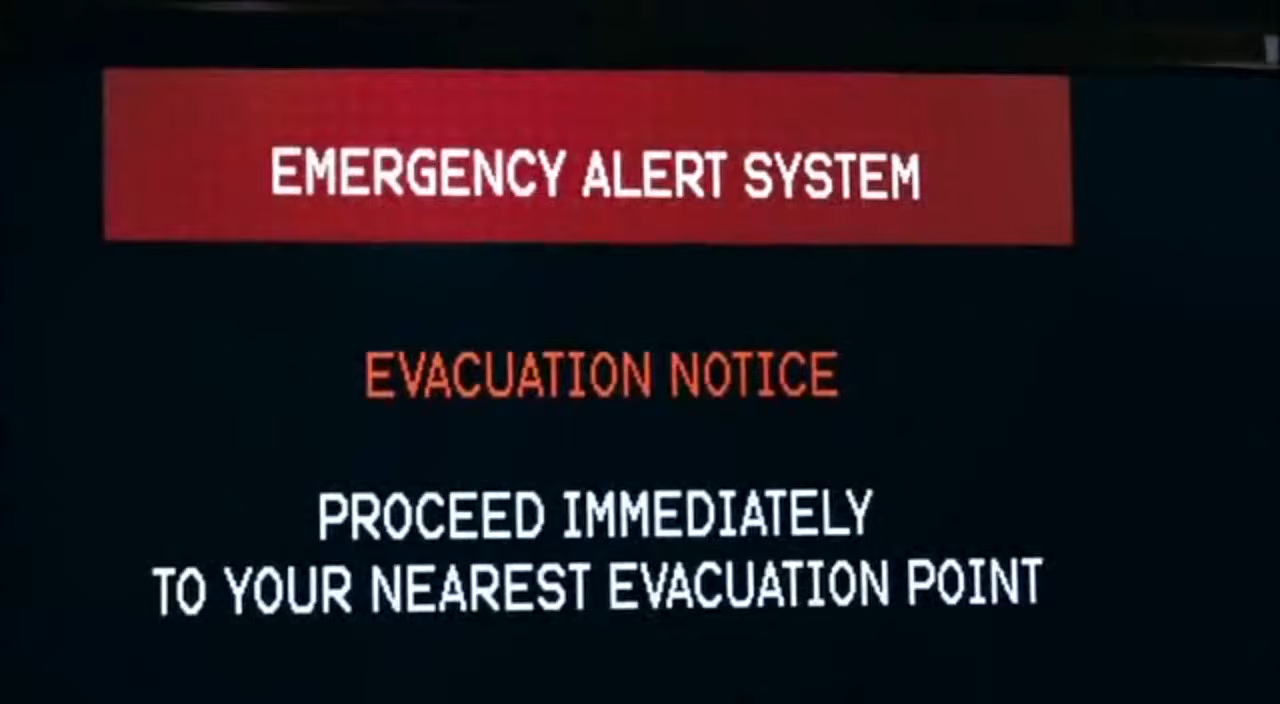 EMERGENCY ALERT SYSTEM
EVACUATION NOTICE
PROCEED IMMEDIATELY
TO YOUR NEAREST EVACUATION POINT